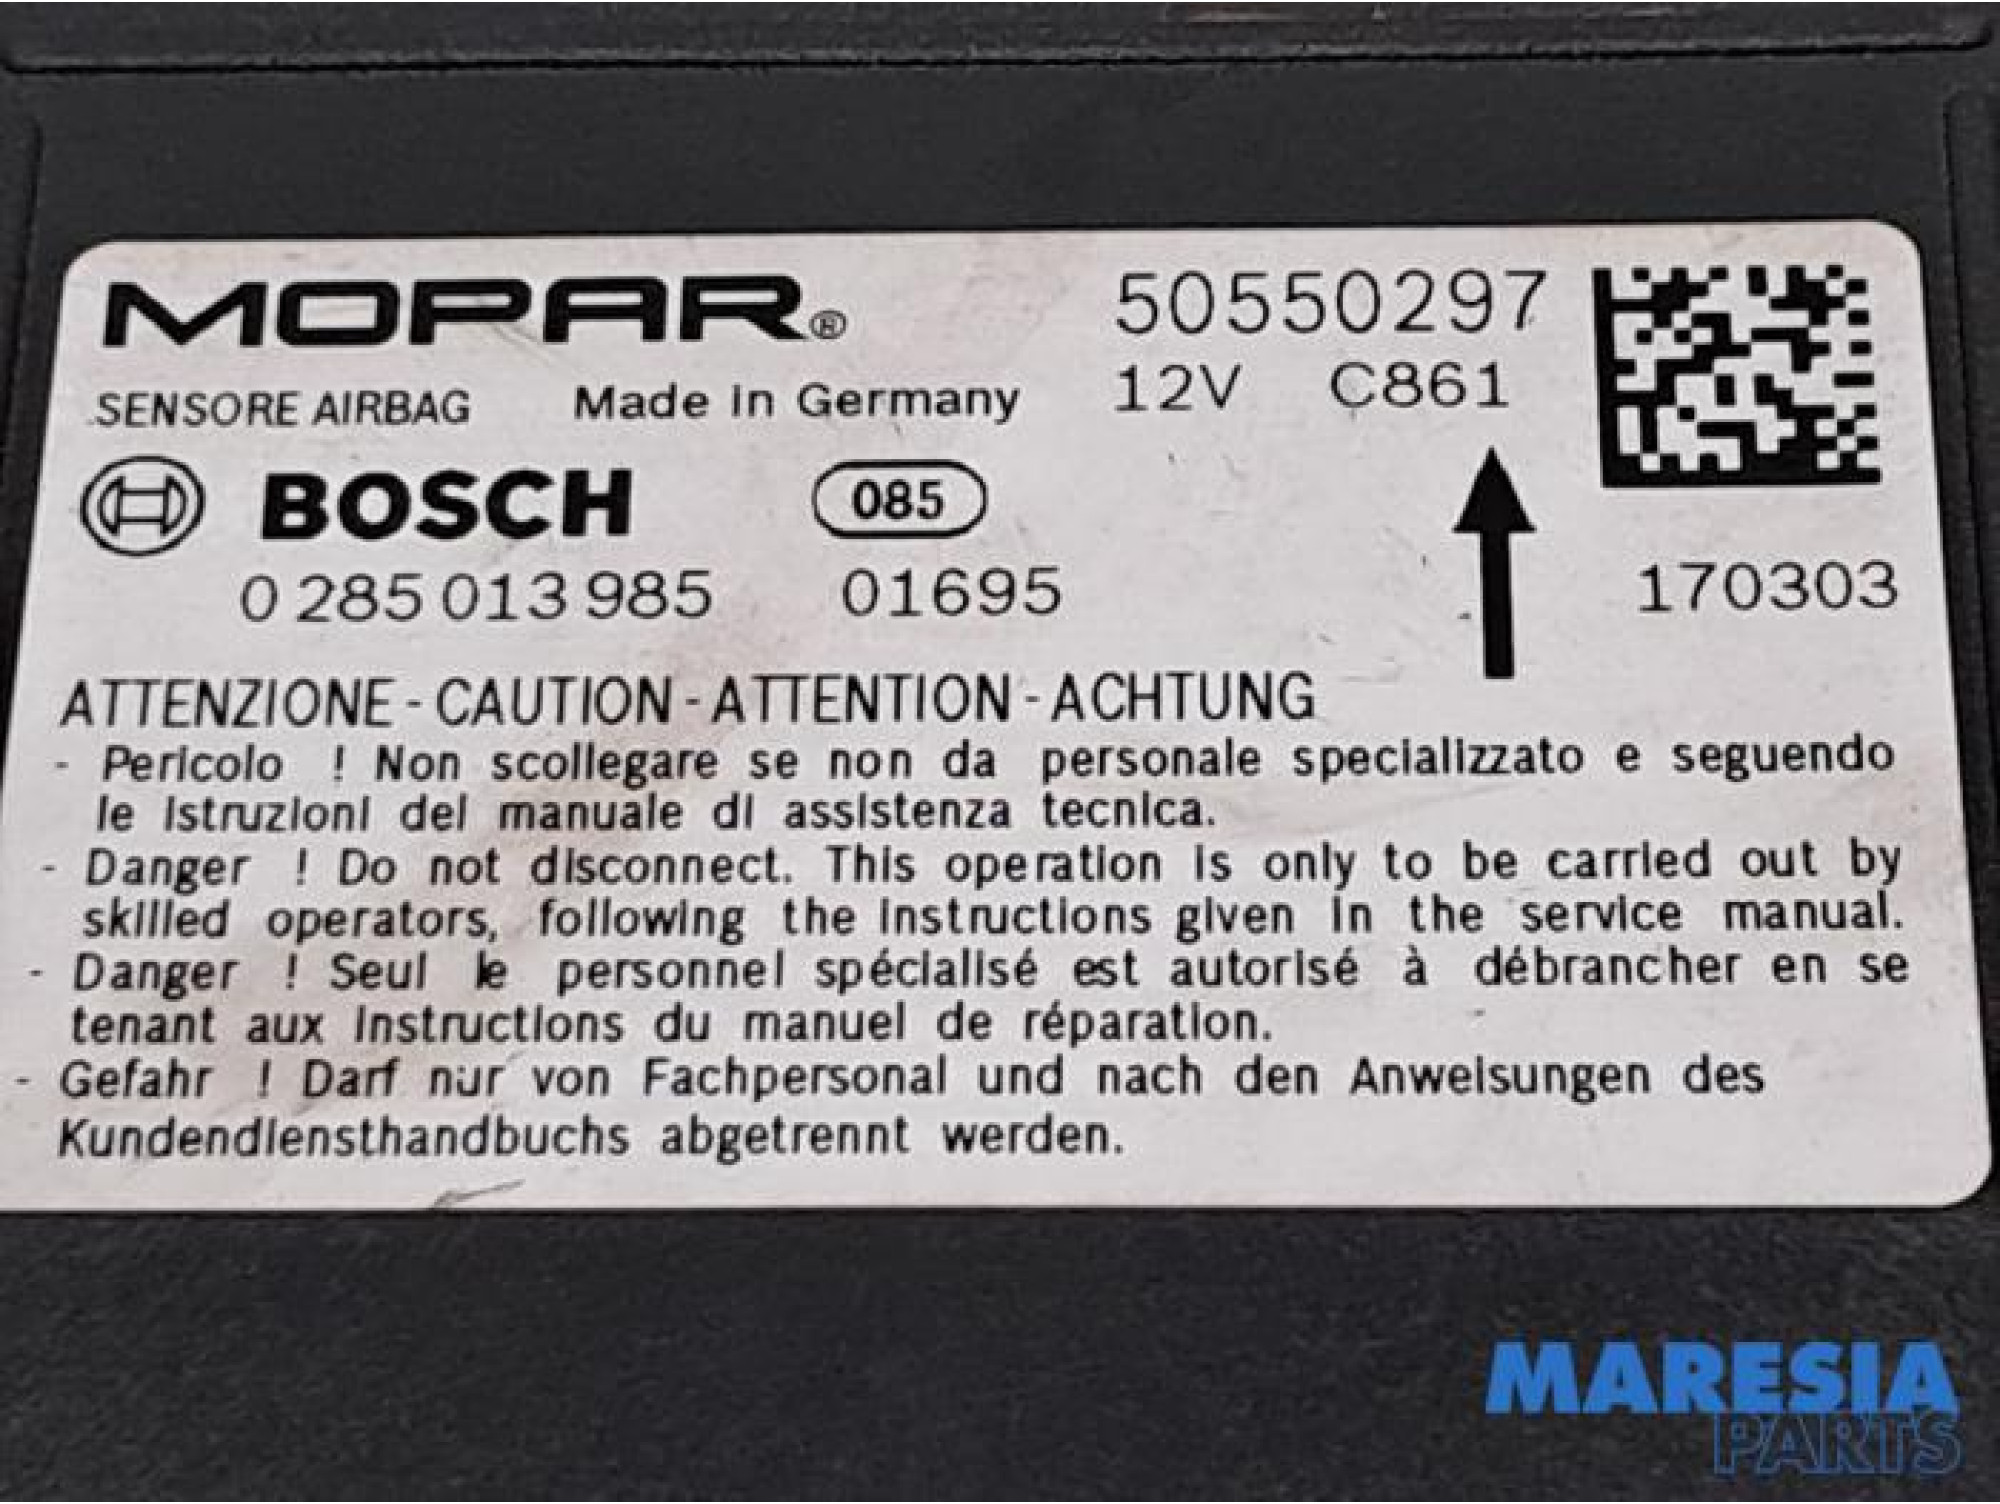 MOPAR® 50550297
SENSORE AIRBAG Made in Germany 12V C861
BOSCH 085
0 285 013 985 01695 170303
ATTENZIONE - CAUTION - ATTENTION - ACHTUNG
- Pericolo ! Non scollegare se non da personale specializzato e seguendo
le istruzioni del manuale di assistenza tecnica.
- Danger ! Do not disconnect. This operation is only to be carried out by
skilled operators, following the instructions given in the service manual.
- Danger ! Seul le personnel spécialisé est autorisé à débrancher en se
tenant aux instructions du manuel de réparation.
- Gefahr ! Darf nur von Fachpersonal und nach den Anweisungen des
Kundendiensthandbuchs abgetrennt werden.
MARESIA
PARTS